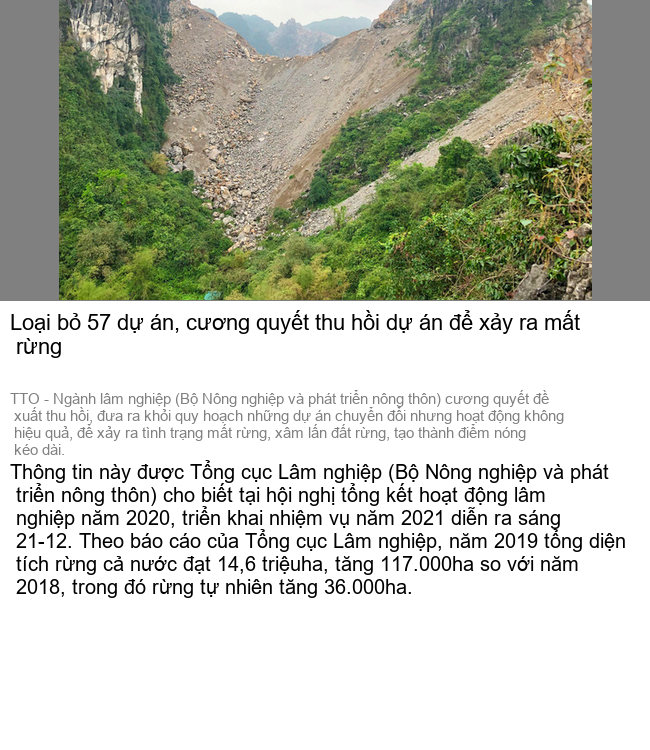 Loại bỏ 57 dự án, cương quyết thu hồi dự án để xảy ra mất
rừng
TTO - Ngành lâm nghiệp (Bộ Nông nghiệp và phát triển nông thôn) cương quyết đề
xuất thu hồi, đưa ra khỏi quy hoạch những dự án chuyển đổi nhưng hoạt động không
hiệu quả, để xảy ra tình trạng mất rừng, xâm lấn đất rừng, tạo thành điểm nóng
kéo dài.
Thông tin này được Tổng cục Lâm nghiệp (Bộ Nông nghiệp và phát
triển nông thôn) cho biết tại hội nghị tổng kết hoạt động lâm
nghiệp năm 2020, triển khai nhiệm vụ năm 2021 diễn ra sáng
21-12. Theo báo cáo của Tổng cục Lâm nghiệp, năm 2019 tổng diện
tích rừng cả nước đạt 14,6 triệuha, tăng 117.000ha so với năm
2018, trong đó rừng tự nhiên tăng 36.000ha.